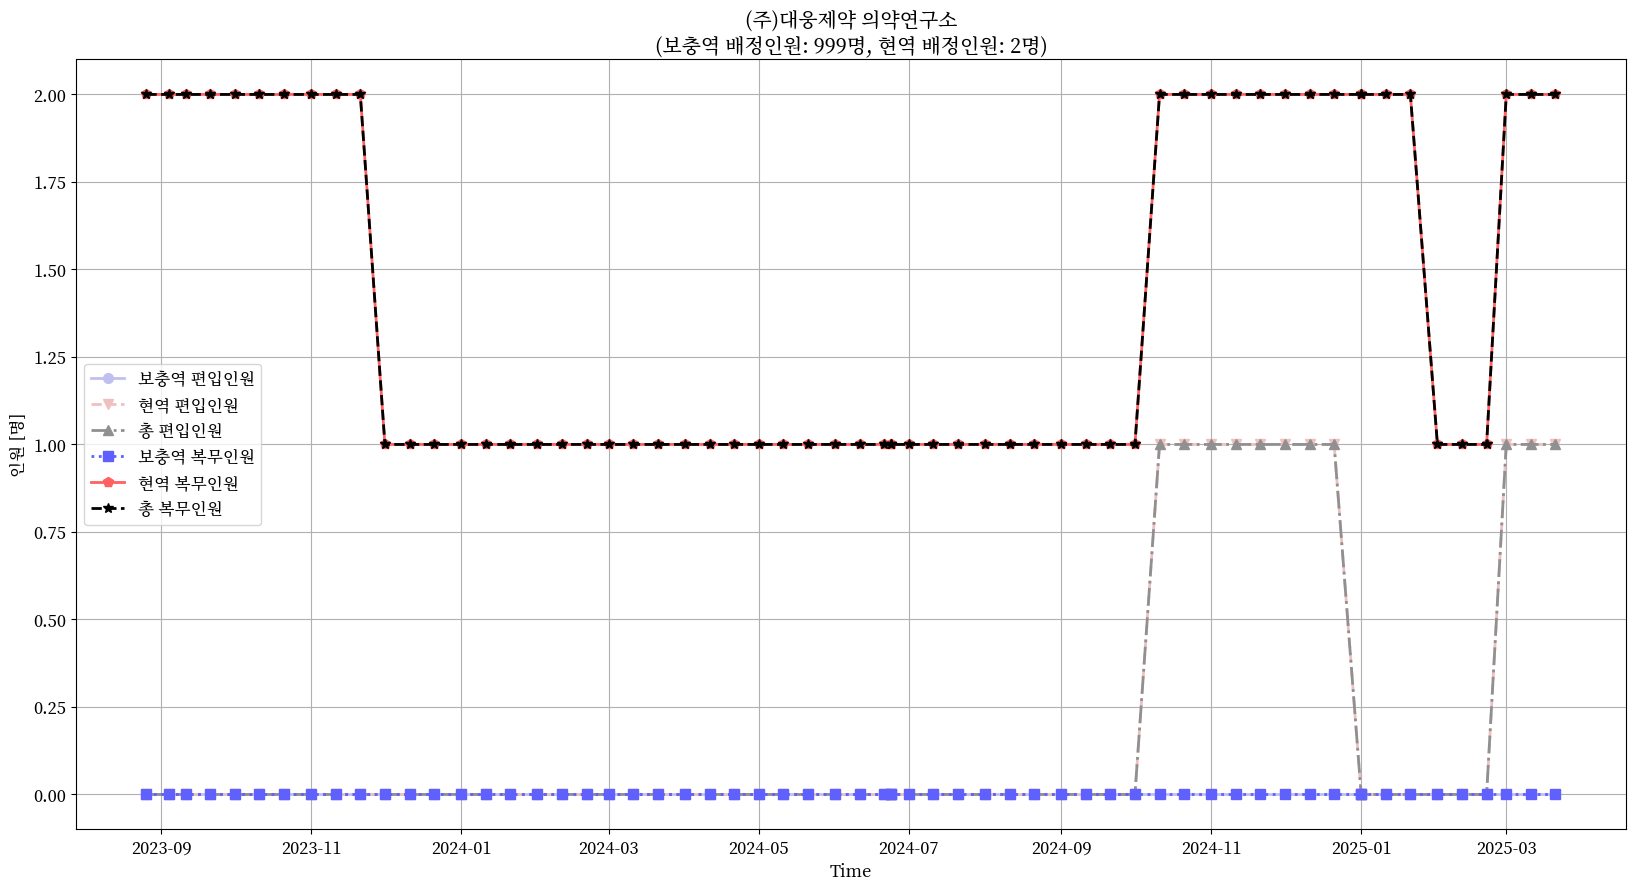 (주)대웅제약 의약연구소
(보충역 배정인원: 999명, 현역 배정인원: 2명)
인원 [명]
2.00
1.75
1.50
1.25
1.00
0.75
0.50
0.25
0.00
보충역 편입인원
현역 편입인원
총 편입인원
보충역 복무인원
현역 복무인원
총 복무인원
2023-09
2023-11
2024-01
2024-03
2024-05
2024-07
2024-09
2024-11
2025-01
2025-03
Time